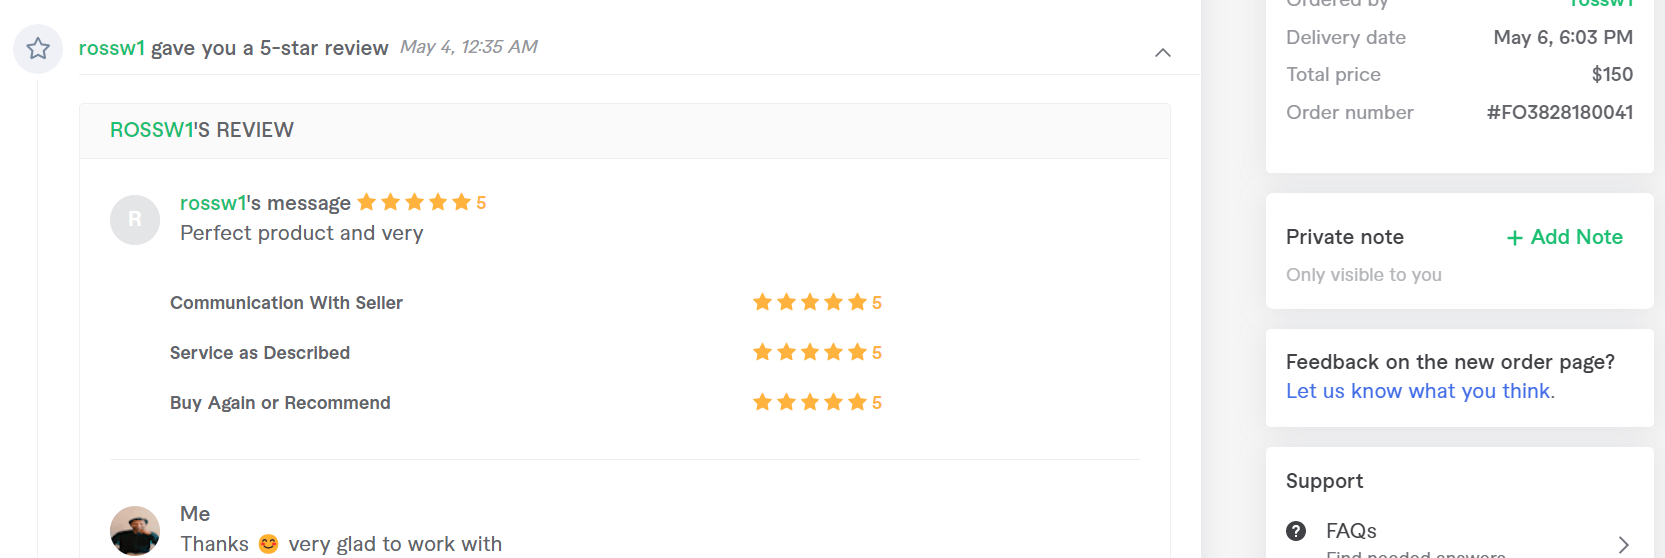 rossw1 gave you a 5-star review May 4, 12:35 AM
ROSSW1'S REVIEW
R
rossw1's message 5
Perfect product and very
Communication With Seller 5
Service as Described 5
Buy Again or Recommend 5
Me
Thanks 😊 very glad to work with
Ordered by rossw1
Delivery date May 6, 6:03 PM
Total price $150
Order number #FO3828180041
Private note + Add Note
Only visible to you
Feedback on the new order page?
Let us know what you think.
Support
FAQs
Find needed answers